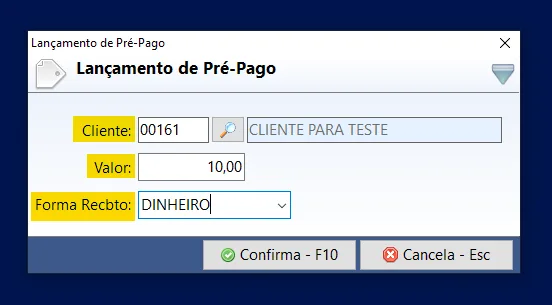 Lançamento de Pré-Pago
Lançamento de Pré-Pago
Cliente: 00161 CLIENTE PARA TESTE
Valor: 10,00
Forma Recbto: DINHEIRO
Confirma - F10 Cancela - Esc